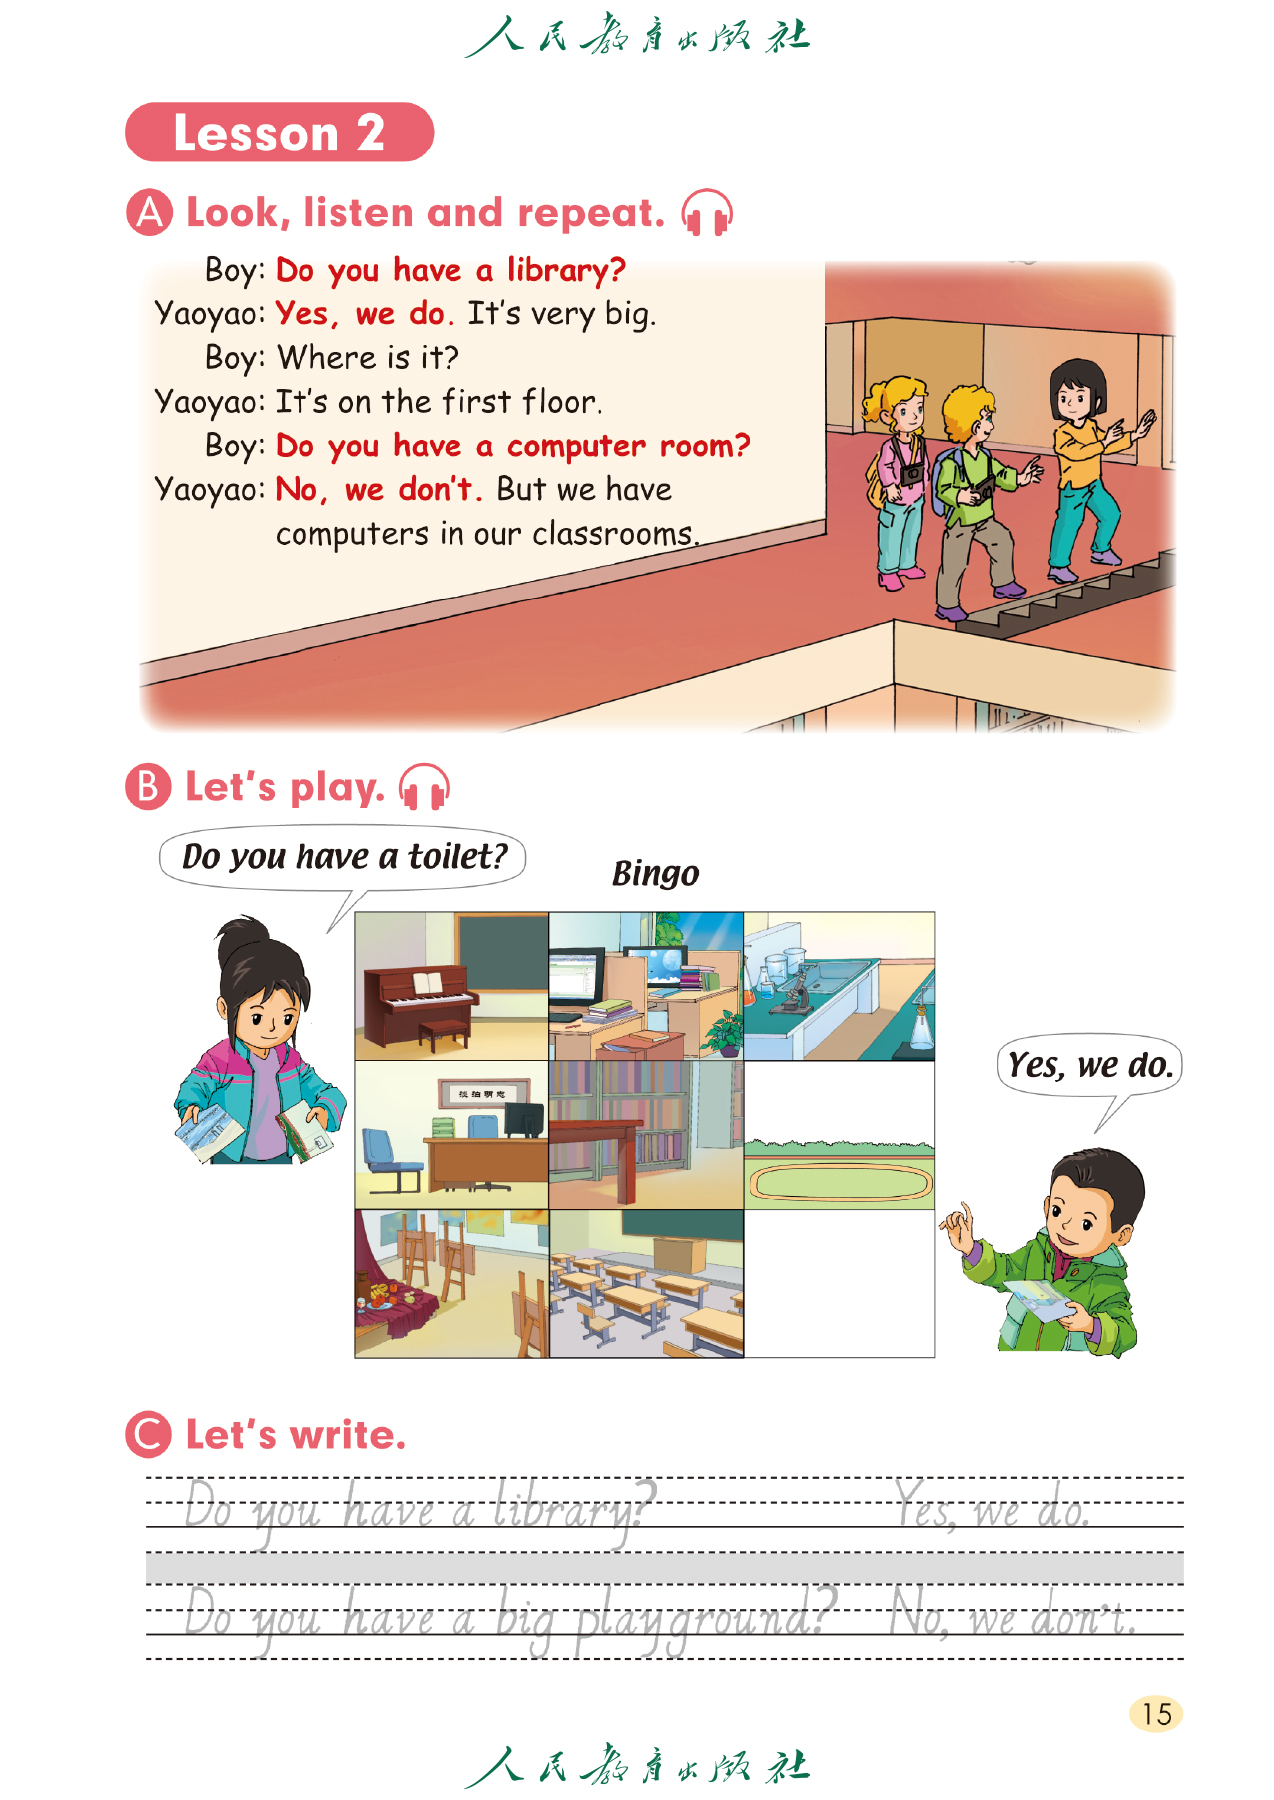 人民教育出版社
Lesson 2
A Look, listen and repeat.
Boy: Do you have a library?
Yaoyao: Yes, we do. It's very big.
Boy: Where is it?
Yaoyao: It's on the first floor.
Boy: Do you have a computer room?
Yaoyao: No, we don't. But we have
computers in our classrooms.
B Let's play.
Do you have a toilet?
Bingo
Yes, we do.
淡泊明志
C Let's write.
Do you have a library? Yes, we do.
Do you have a big playground? No, we don't.
15
人民教育出版社